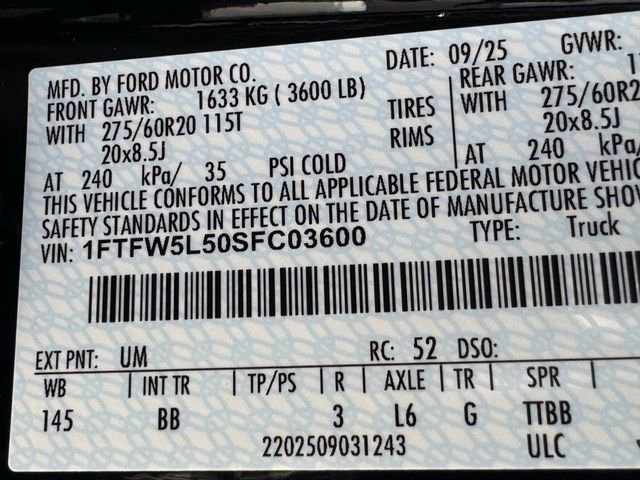 MFD. BY FORD MOTOR CO. DATE: 09/25 GVWR:
FRONT GAWR: 1633 KG ( 3600 LB) REAR GAWR:
WITH 275/60R20 115T TIRES WITH 275/60R20
20x8.5J RIMS 20x8.5J
AT 240 kPa/ 35 PSI COLD AT 240 kPa/
THIS VEHICLE CONFORMS TO ALL APPLICABLE FEDERAL MOTOR VEHIC
SAFETY STANDARDS IN EFFECT ON THE DATE OF MANUFACTURE SHO
VIN: 1FTFW5L50SFC03600 TYPE: Truck
EXT PNT: UM RC: 52 DSO:
WB | INT TR | TP/PS | R | AXLE | TR | SPR |
145 BB 3 L6 G TTBB
2202509031243 ULC